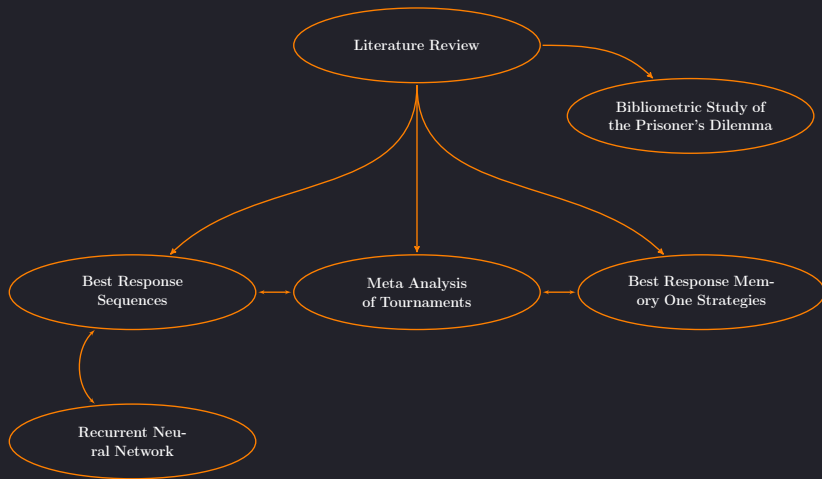 Literature Review
Bibliometric Study of
the Prisoner's Dilemma
Best Response
Sequences
Meta Analysis
of Tournaments
Best Response Mem-
ory One Strategies
Recurrent Neu-
ral Network